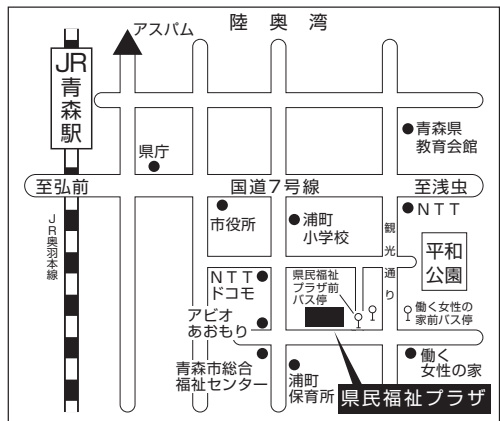 アスパム
陸奥湾
JR
青森駅
青森県
教育会館
県庁
至弘前
国道7号線
至浅虫
NTT
市役所
浦町
小学校
観光通り
平和
公園
JR奥羽本線
NTT
ドコモ
県民福祉
プラザ前
バス停
働く女性の
家前バス停
アピオ
あおもり
青森市総合
福祉センター
浦町
保育所
働く
女性の家
県民福祉プラザ